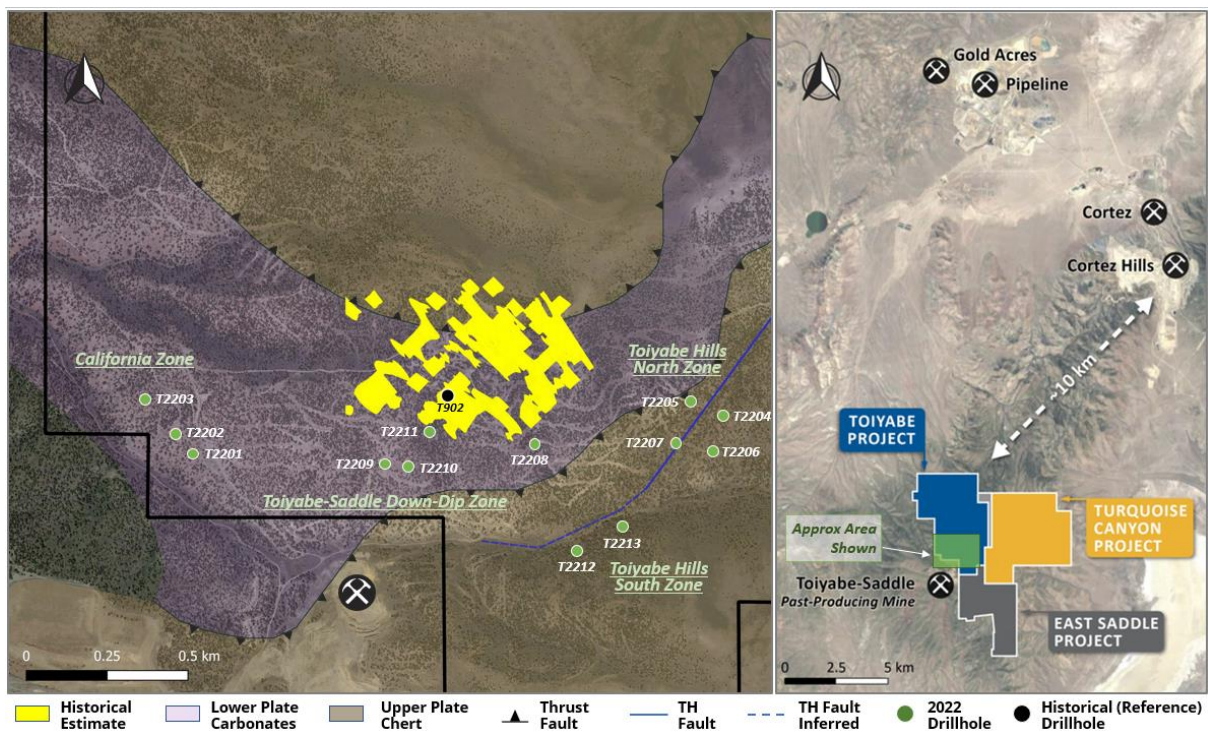 California Zone
T2203
T2202
T2201
T902
T2211
T2209
T2210
T2208
Toiyabe-Saddle Down-Dip Zone
Toiyabe Hills
North Zone
T2205
T2204
T2207
T2206
T2213
T2212
Toiyabe Hills
South Zone
0 0.25 0.5 km
Gold Acres
Pipeline
Cortez
Cortez Hills
~10 km
TOIYABE
PROJECT
TURQUOISE
CANYON
PROJECT
Approx Area
Shown
Toiyabe-Saddle
Past-Producing Mine
EAST SADDLE
PROJECT
0 2.5 5 km
Historical
Estimate
Lower Plate
Carbonates
Upper Plate
Chert
Thrust
Fault
TH
Fault
TH Fault
Inferred
2022
Drillhole
Historical (Reference)
Drillhole